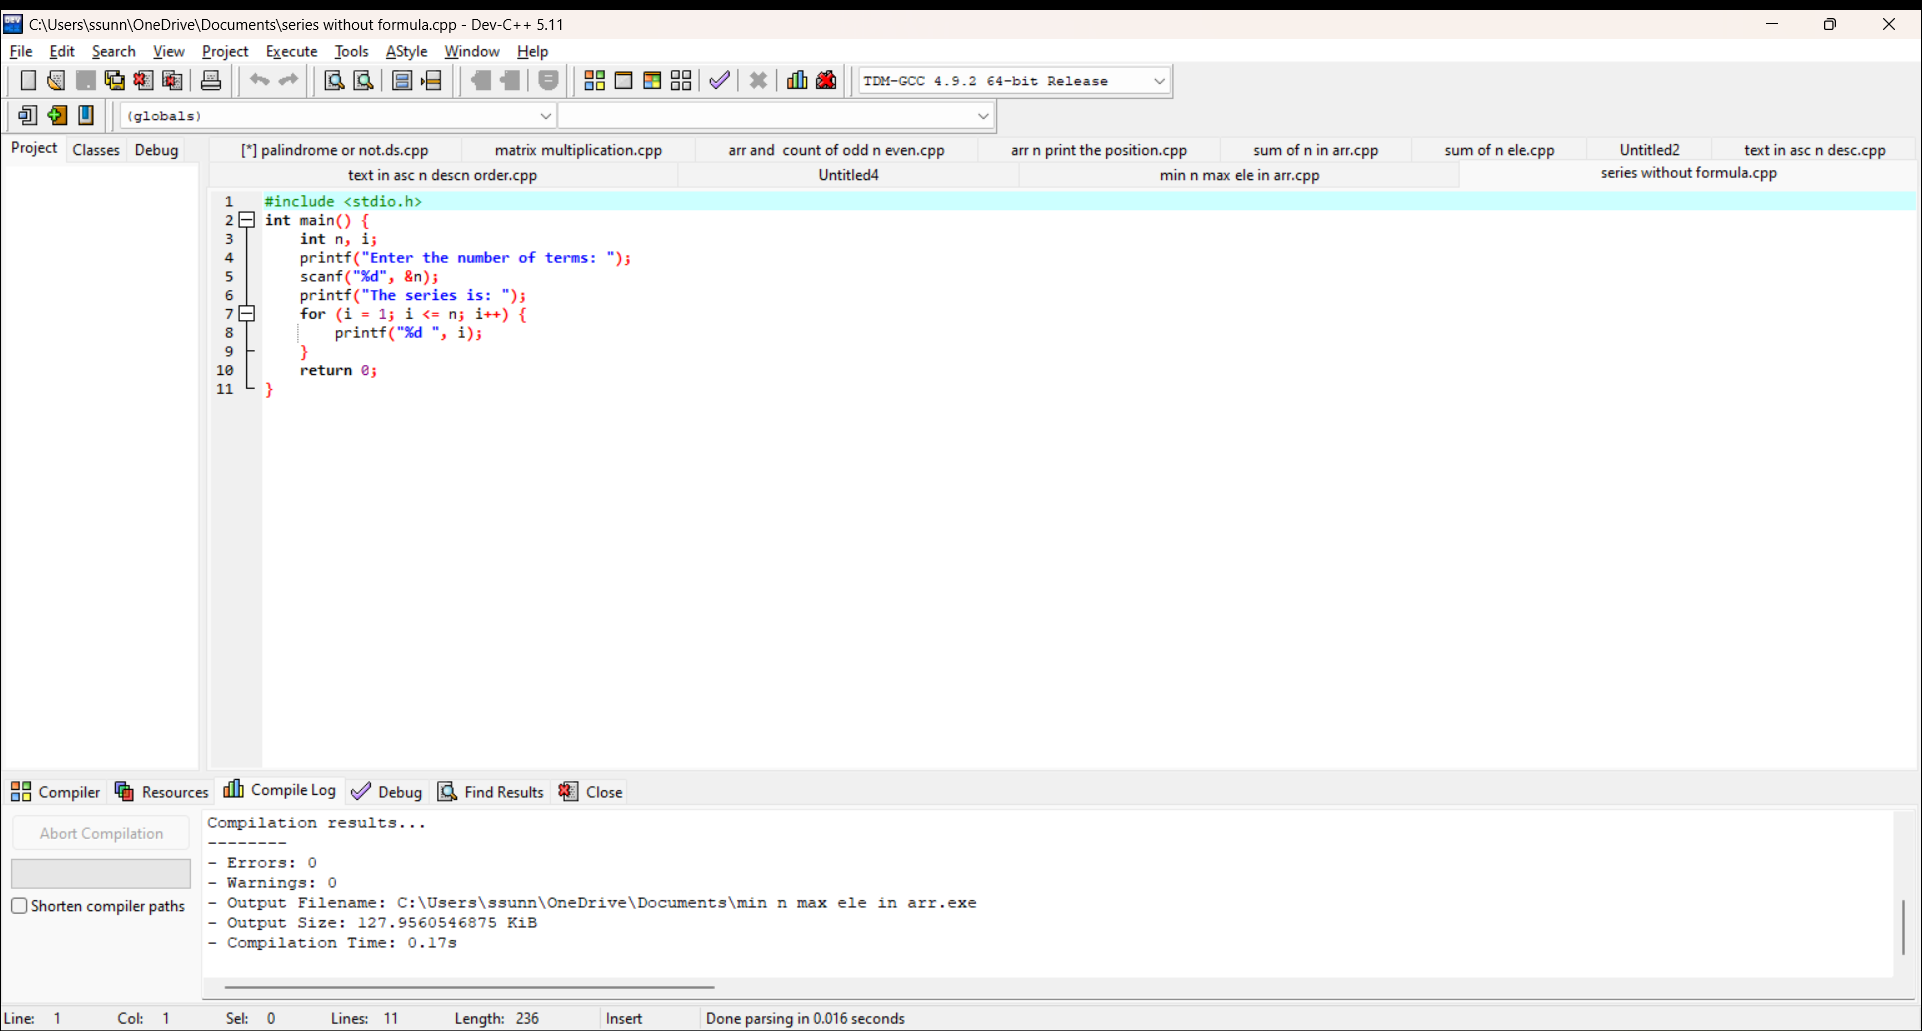 C:\Users\ssunn\OneDrive\Documents\series without formula.cpp - Dev-C++ 5.11
File Edit Search View Project Execute Tools AStyle Window Help
TDM-GCC 4.9.2 64-bit Release
(globals)
Project Classes Debug
[*] palindrome or not.ds.cpp matrix multiplication.cpp arr and  count of odd n even.cpp arr n print the position.cpp sum of n in arr.cpp sum of n ele.cpp Untitled2 text in asc n desc.cpp
text in asc n descn order.cpp Untitled4 min n max ele in arr.cpp series without formula.cpp
1 #include <stdio.h>
2 int main() {
3     int n, i;
4     printf("Enter the number of terms: ");
5     scanf("%d", &n);
6     printf("The series is: ");
7     for (i = 1; i <= n; i++) {
8         printf("%d ", i);
9     }
10     return 0;
11 }
Compiler Resources Compile Log Debug Find Results Close
Abort Compilation
Shorten compiler paths
Compilation results...
--------
- Errors: 0
- Warnings: 0
- Output Filename: C:\Users\ssunn\OneDrive\Documents\min n max ele in arr.exe
- Output Size: 127.9560546875 KiB
- Compilation Time: 0.17s
Line: 1 Col: 1 Sel: 0 Lines: 11 Length: 236 Insert Done parsing in 0.016 seconds